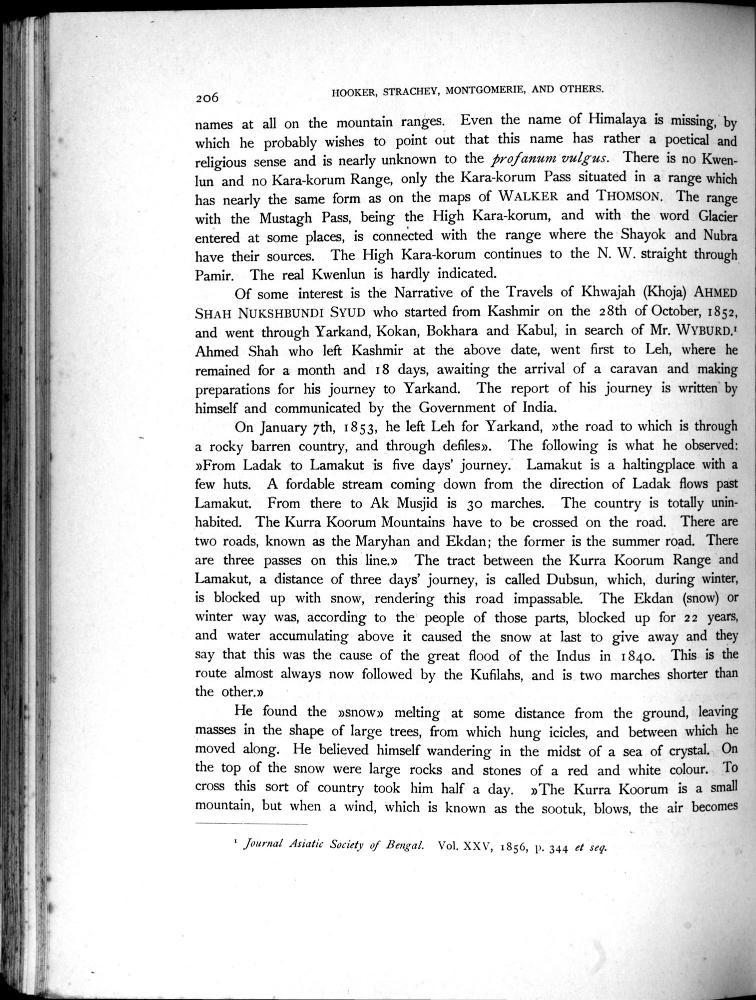 206
HOOKER, STRACHEY, MONTGOMERIE, AND OTHERS.
names at all on the mountain ranges. Even the name of Himalaya is missing, by
which he probably wishes to point out that this name has rather a poetical and
religious sense and is nearly unknown to the profanum vulgus. There is no Kwen-
lun and no Kara-korum Range, only the Kara-korum Pass situated in a range which
has nearly the same form as on the maps of WALKER and THOMSON. The range
with the Mustagh Pass, being the High Kara-korum, and with the word Glacier
entered at some places, is connected with the range where the Shayok and Nubra
have their sources. The High Kara-korum continues to the N. W. straight through
Pamir. The real Kwenlun is hardly indicated.
Of some interest is the Narrative of the Travels of Khwajah (Khoja) AHMED
SHAH NUKSHBUNDI SYUD who started from Kashmir on the 28th of October, 1852,
and went through Yarkand, Kokan, Bokhara and Kabul, in search of Mr. WYBURD.¹
Ahmed Shah who left Kashmir at the above date, went first to Leh, where he
remained for a month and 18 days, awaiting the arrival of a caravan and making
preparations for his journey to Yarkand. The report of his journey is written by
himself and communicated by the Government of India.
On January 7th, 1853, he left Leh for Yarkand, »the road to which is through
a rocky barren country, and through defiles». The following is what he observed:
»From Ladak to Lamakut is five days' journey. Lamakut is a haltingplace with a
few huts. A fordable stream coming down from the direction of Ladak flows past
Lamakut. From there to Ak Musjid is 30 marches. The country is totally unin-
habited. The Kurra Koorum Mountains have to be crossed on the road. There are
two roads, known as the Maryhan and Ekdan; the former is the summer road. There
are three passes on this line.» The tract between the Kurra Koorum Range and
Lamakut, a distance of three days' journey, is called Dubsun, which, during winter,
is blocked up with snow, rendering this road impassable. The Ekdan (snow) or
winter way was, according to the people of those parts, blocked up for 22 years,
and water accumulating above it caused the snow at last to give away and they
say that this was the cause of the great flood of the Indus in 1840. This is the
route almost always now followed by the Kufilahs, and is two marches shorter than
the other.»
He found the »snow» melting at some distance from the ground, leaving
masses in the shape of large trees, from which hung icicles, and between which he
moved along. He believed himself wandering in the midst of a sea of crystal. On
the top of the snow were large rocks and stones of a red and white colour. To
cross this sort of country took him half a day. »The Kurra Koorum is a small
mountain, but when a wind, which is known as the sootuk, blows, the air becomes
¹ Journal Asiatic Society of Bengal. Vol. XXV, 1856, p. 344 et seq.